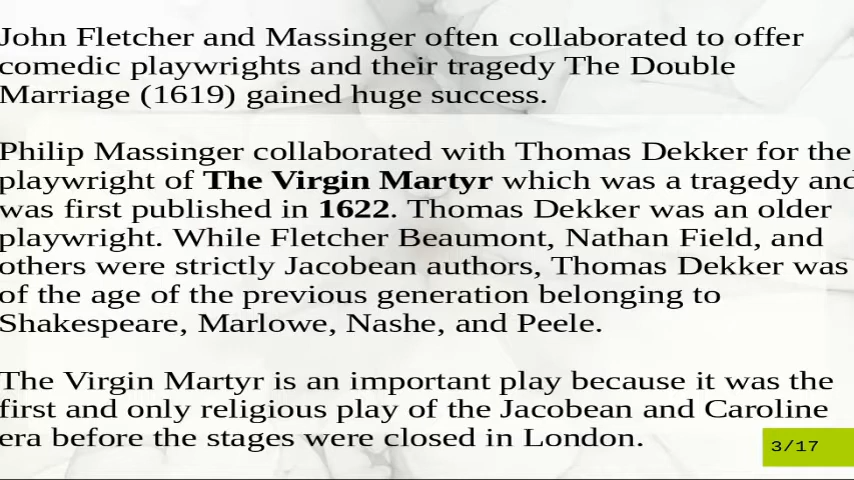 John Fletcher and Massinger often collaborated to offer
comedic playwrights and their tragedy The Double
Marriage (1619) gained huge success.
Philip Massinger collaborated with Thomas Dekker for the
playwright of The Virgin Martyr which was a tragedy and
was first published in 1622. Thomas Dekker was an older
playwright. While Fletcher Beaumont, Nathan Field, and
others were strictly Jacobean authors, Thomas Dekker was
of the age of the previous generation belonging to
Shakespeare, Marlowe, Nashe, and Peele.
The Virgin Martyr is an important play because it was the
first and only religious play of the Jacobean and Caroline
era before the stages were closed in London.
3/17